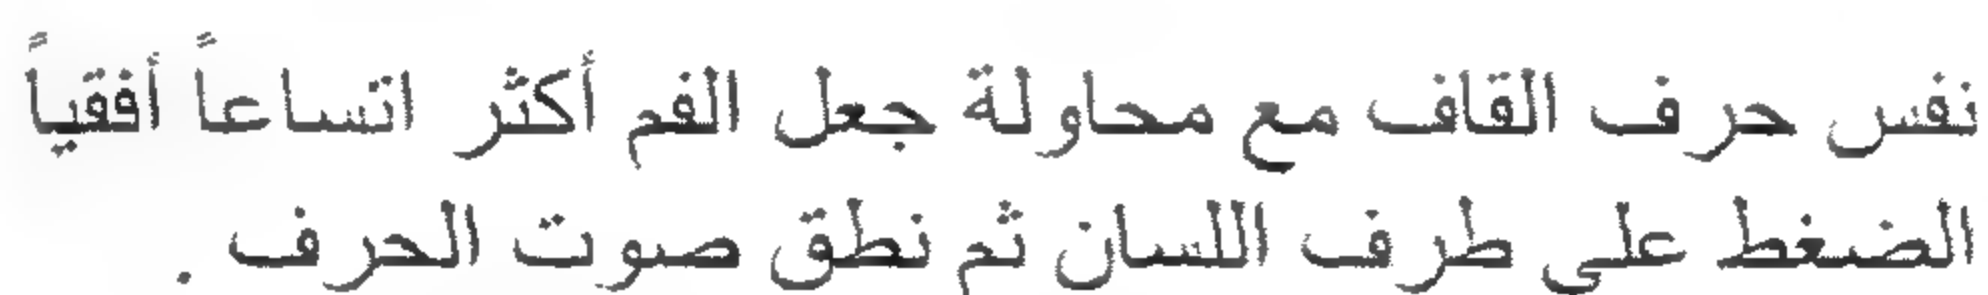 نفس حرف القاف مع محاولة جعل الفم أكثر اتساعاً أفقياً
الضغط على طرف اللسان ثم نطق صوت الحرف .